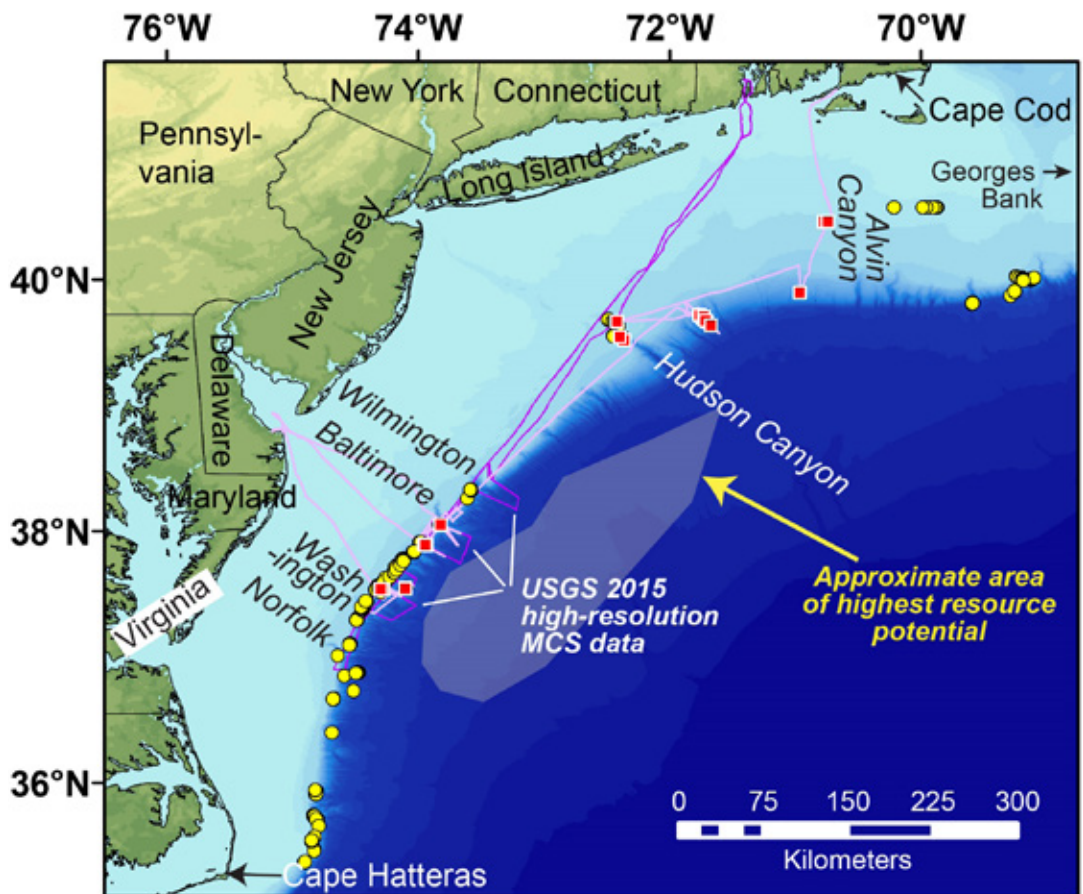 76°W 74°W 72°W 70°W
New York
Connecticut
Cape Cod
Pennsyl-
vania
Long Island
Georges
Bank
Alvin
Canyon
New Jersey
40°N
Delaware
Hudson Canyon
Wilmington
Baltimore
Maryland
38°N
Wash
-ington
Norfolk
USGS 2015
high-resolution
MCS data
Approximate area
of highest resource
potential
Virginia
36°N
0 75 150 225 300
Kilometers
Cape Hatteras